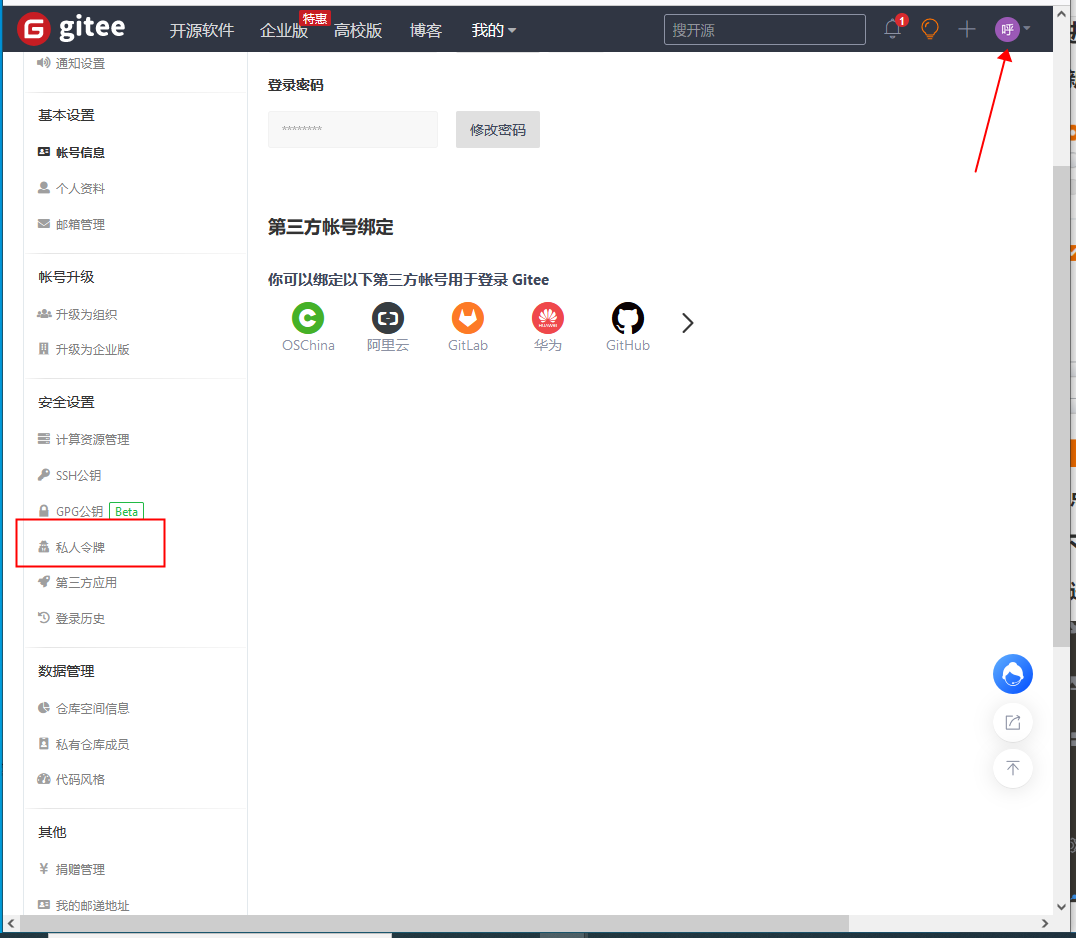 gitee
开源软件
企业版
特惠
高校版
博客
我的
搜开源
1
呼
通知设置
基本设置
帐号信息
个人资料
邮箱管理
帐号升级
升级为组织
升级为企业版
安全设置
计算资源管理
SSH公钥
GPG公钥 Beta
私人令牌
第三方应用
登录历史
数据管理
仓库空间信息
私有仓库成员
代码风格
其他
捐赠管理
我的邮递地址
登录密码
********
修改密码
第三方帐号绑定
你可以绑定以下第三方帐号用于登录 Gitee
OSChina
阿里云
GitLab
HUAWEI
华为
GitHub